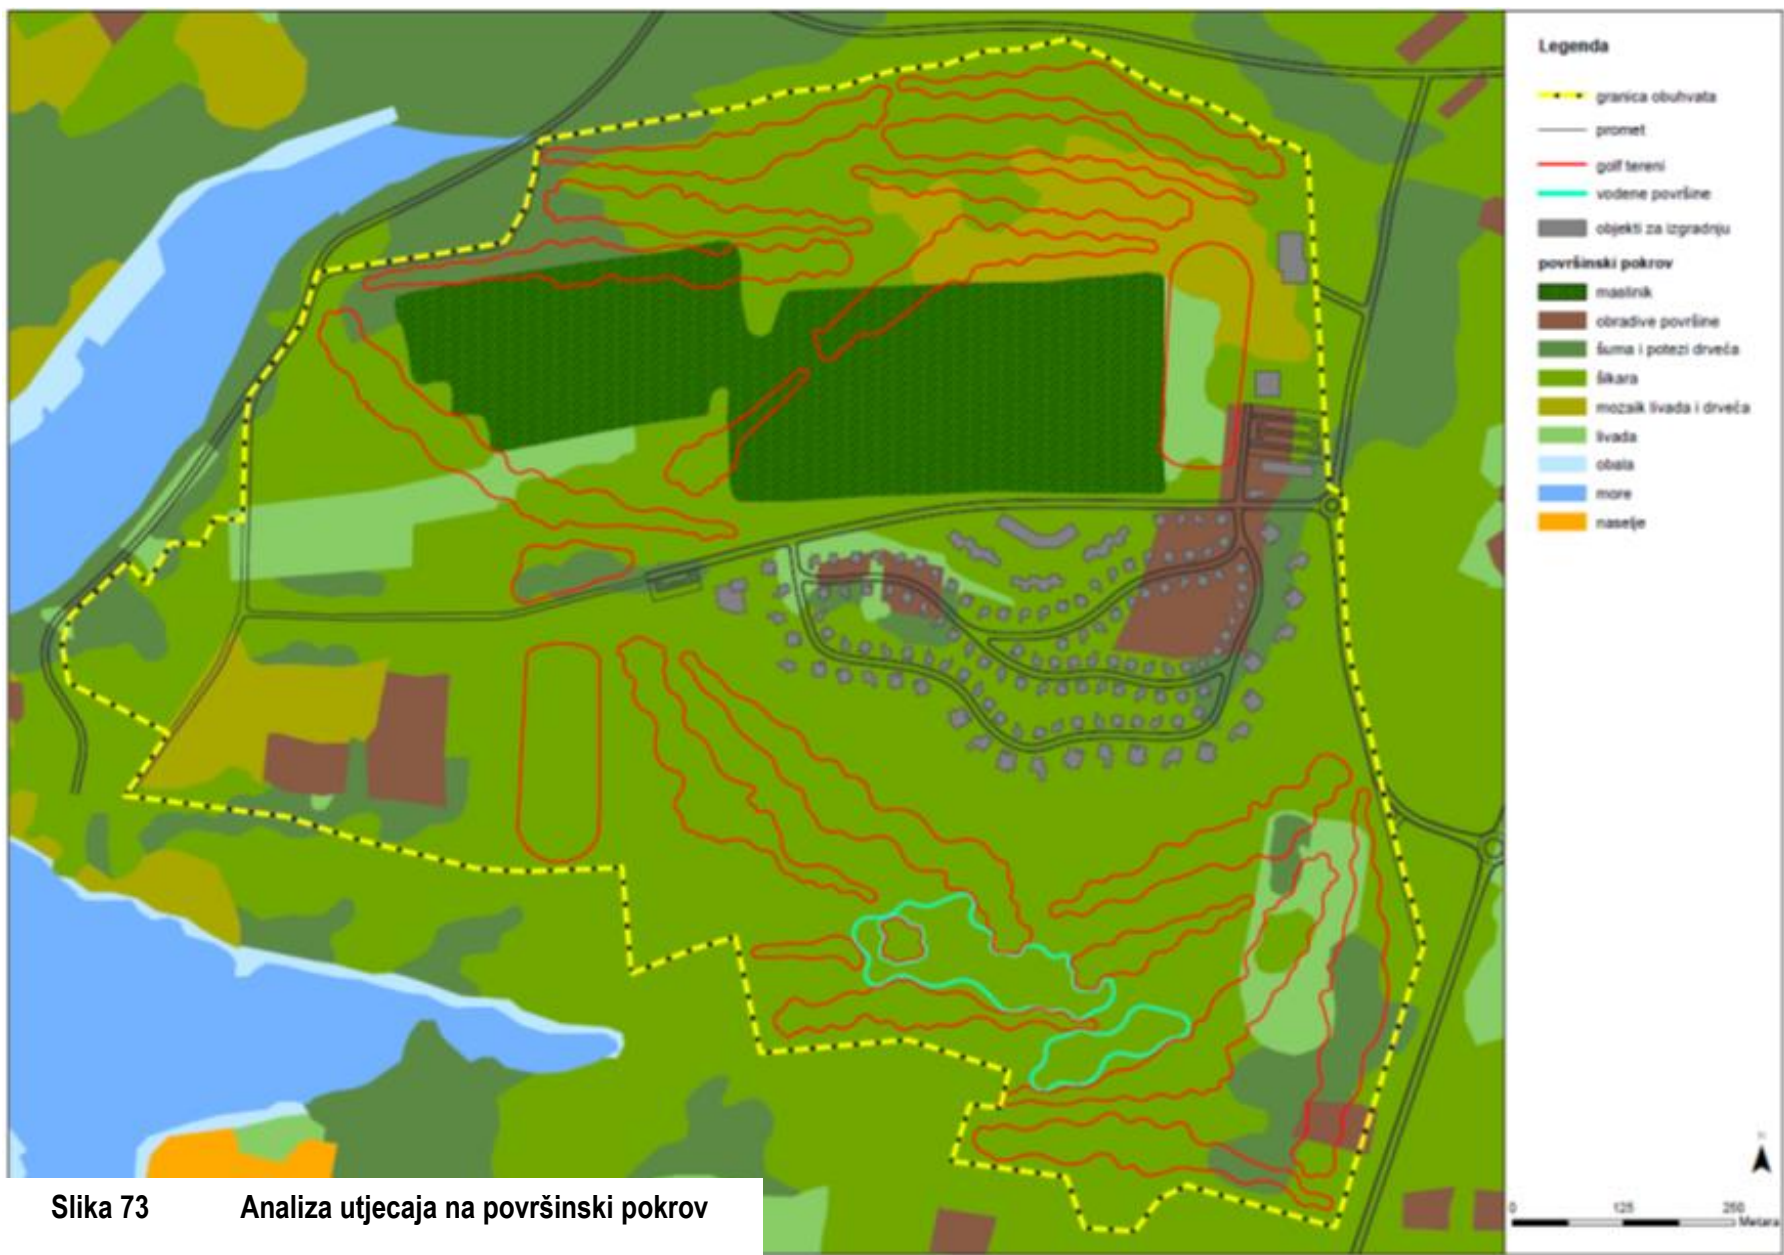 Legenda
granica obuhvata
promet
golf tereni
vodene površine
objekti za izgradnju
površinski pokrov
maslinik
obradive površine
šuma i potezi drveća
šikara
mozaik livada i drveća
livada
obala
more
naselje
N
0 125 250
Metara
Slika 73 Analiza utjecaja na površinski pokrov